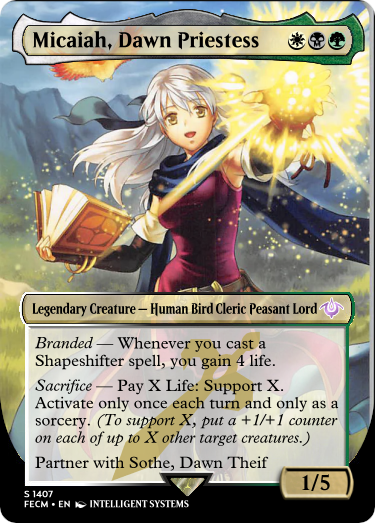 Micaiah, Dawn Priestess
Legendary Creature — Human Bird Cleric Peasant Lord
Branded — Whenever you cast a
Shapeshifter spell, you gain 4 life.
Sacrifice — Pay X Life: Support X.
Activate only once each turn and only as a
sorcery. (To support X, put a +1/+1 counter
on each of up to X other target creatures.)
Partner with Sothe, Dawn Theif
1/5
S 1407
FECM • EN INTELLIGENT SYSTEMS